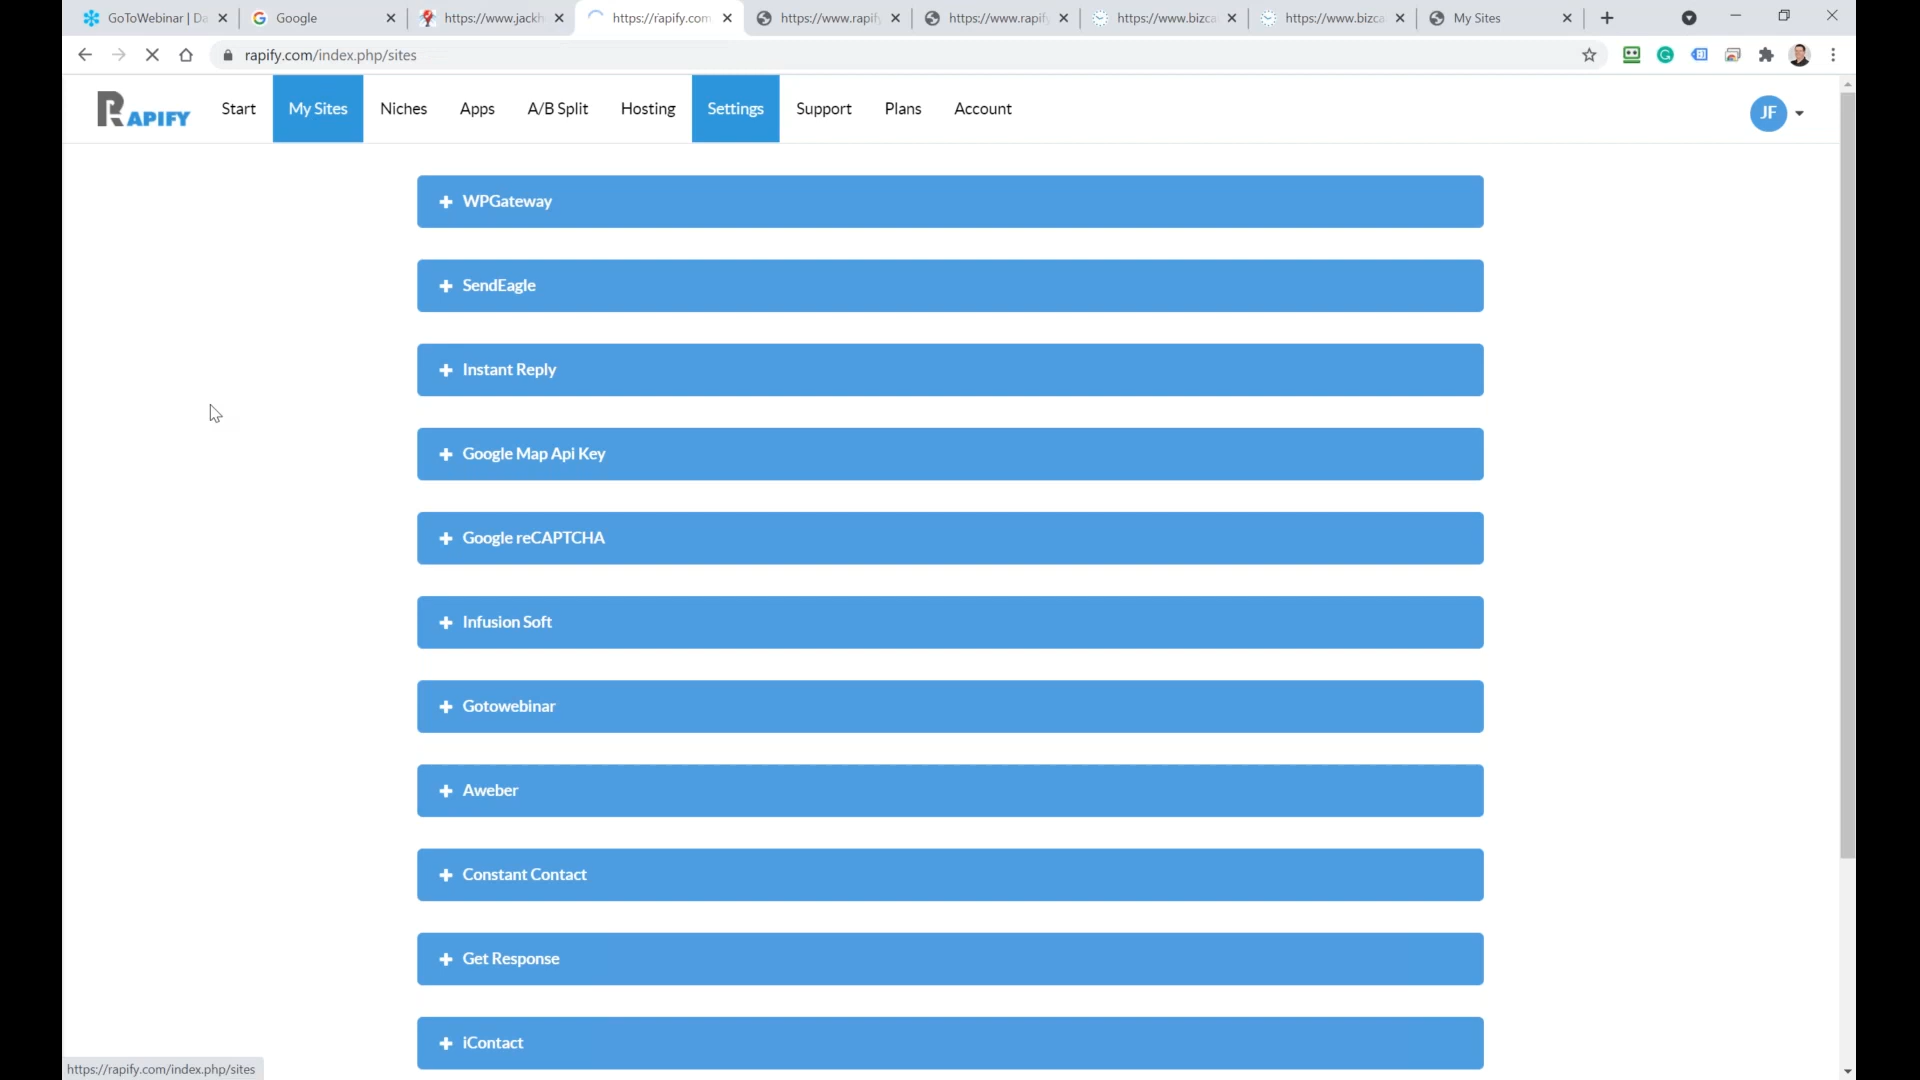 GoToWebinar | Da
Google
https://www.jackh
https://rapify.com
https://www.rapify
https://www.rapify
https://www.bizca
https://www.bizca
My Sites
rapify.com/index.php/sites
RAPIFY
Start
My Sites
Niches
Apps
A/B Split
Hosting
Settings
Support
Plans
Account
JF
WPGateway
SendEagle
Instant Reply
Google Map Api Key
Google reCAPTCHA
Infusion Soft
Gotowebinar
Aweber
Constant Contact
Get Response
iContact
https://rapify.com/index.php/sites